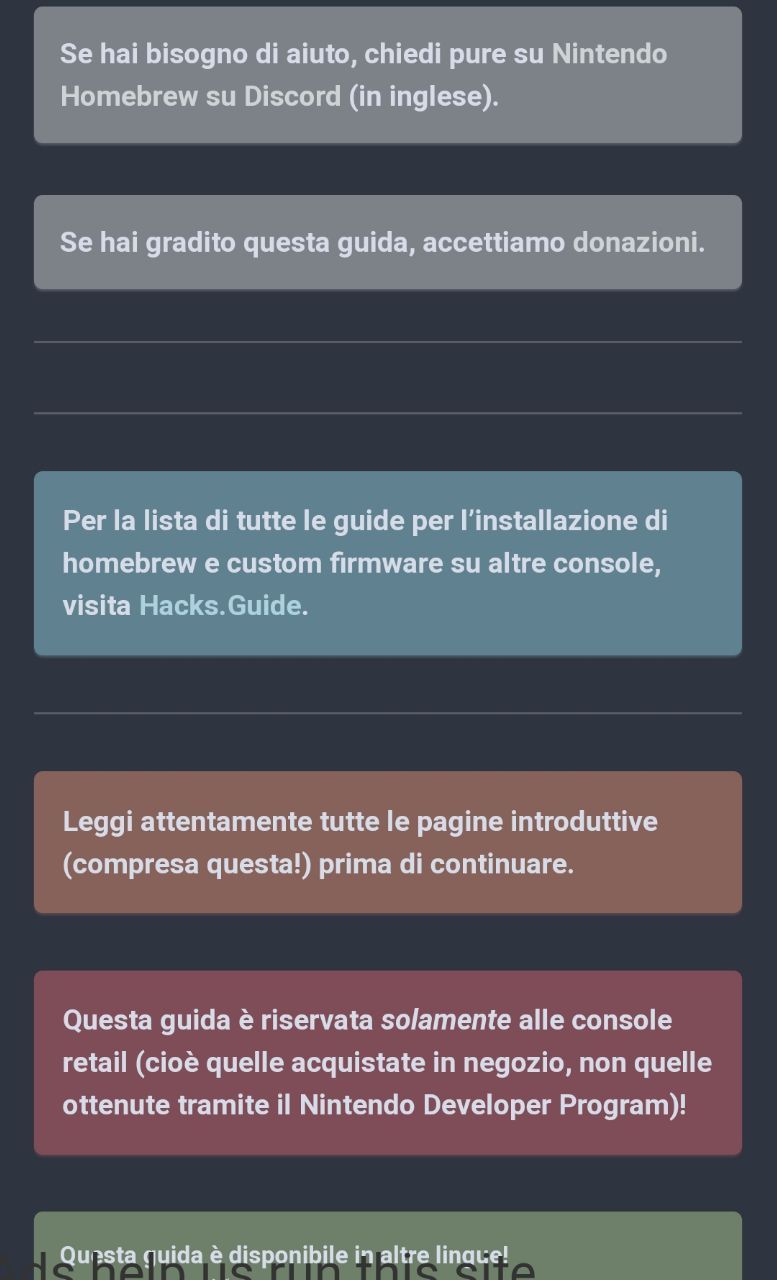 Se hai bisogno di aiuto, chiedi pure su Nintendo
Homebrew su Discord (in inglese).
Se hai gradito questa guida, accettiamo donazioni.
Per la lista di tutte le guide per l’installazione di
homebrew e custom firmware su altre console,
visita Hacks.Guide.
Leggi attentamente tutte le pagine introduttive
(compresa questa!) prima di continuare.
Questa guida è riservata solamente alle console
retail (cioè quelle acquistate in negozio, non quelle
ottenute tramite il Nintendo Developer Program)!
Questa guida è disponibile in altre lingue!
Ads help us run this site